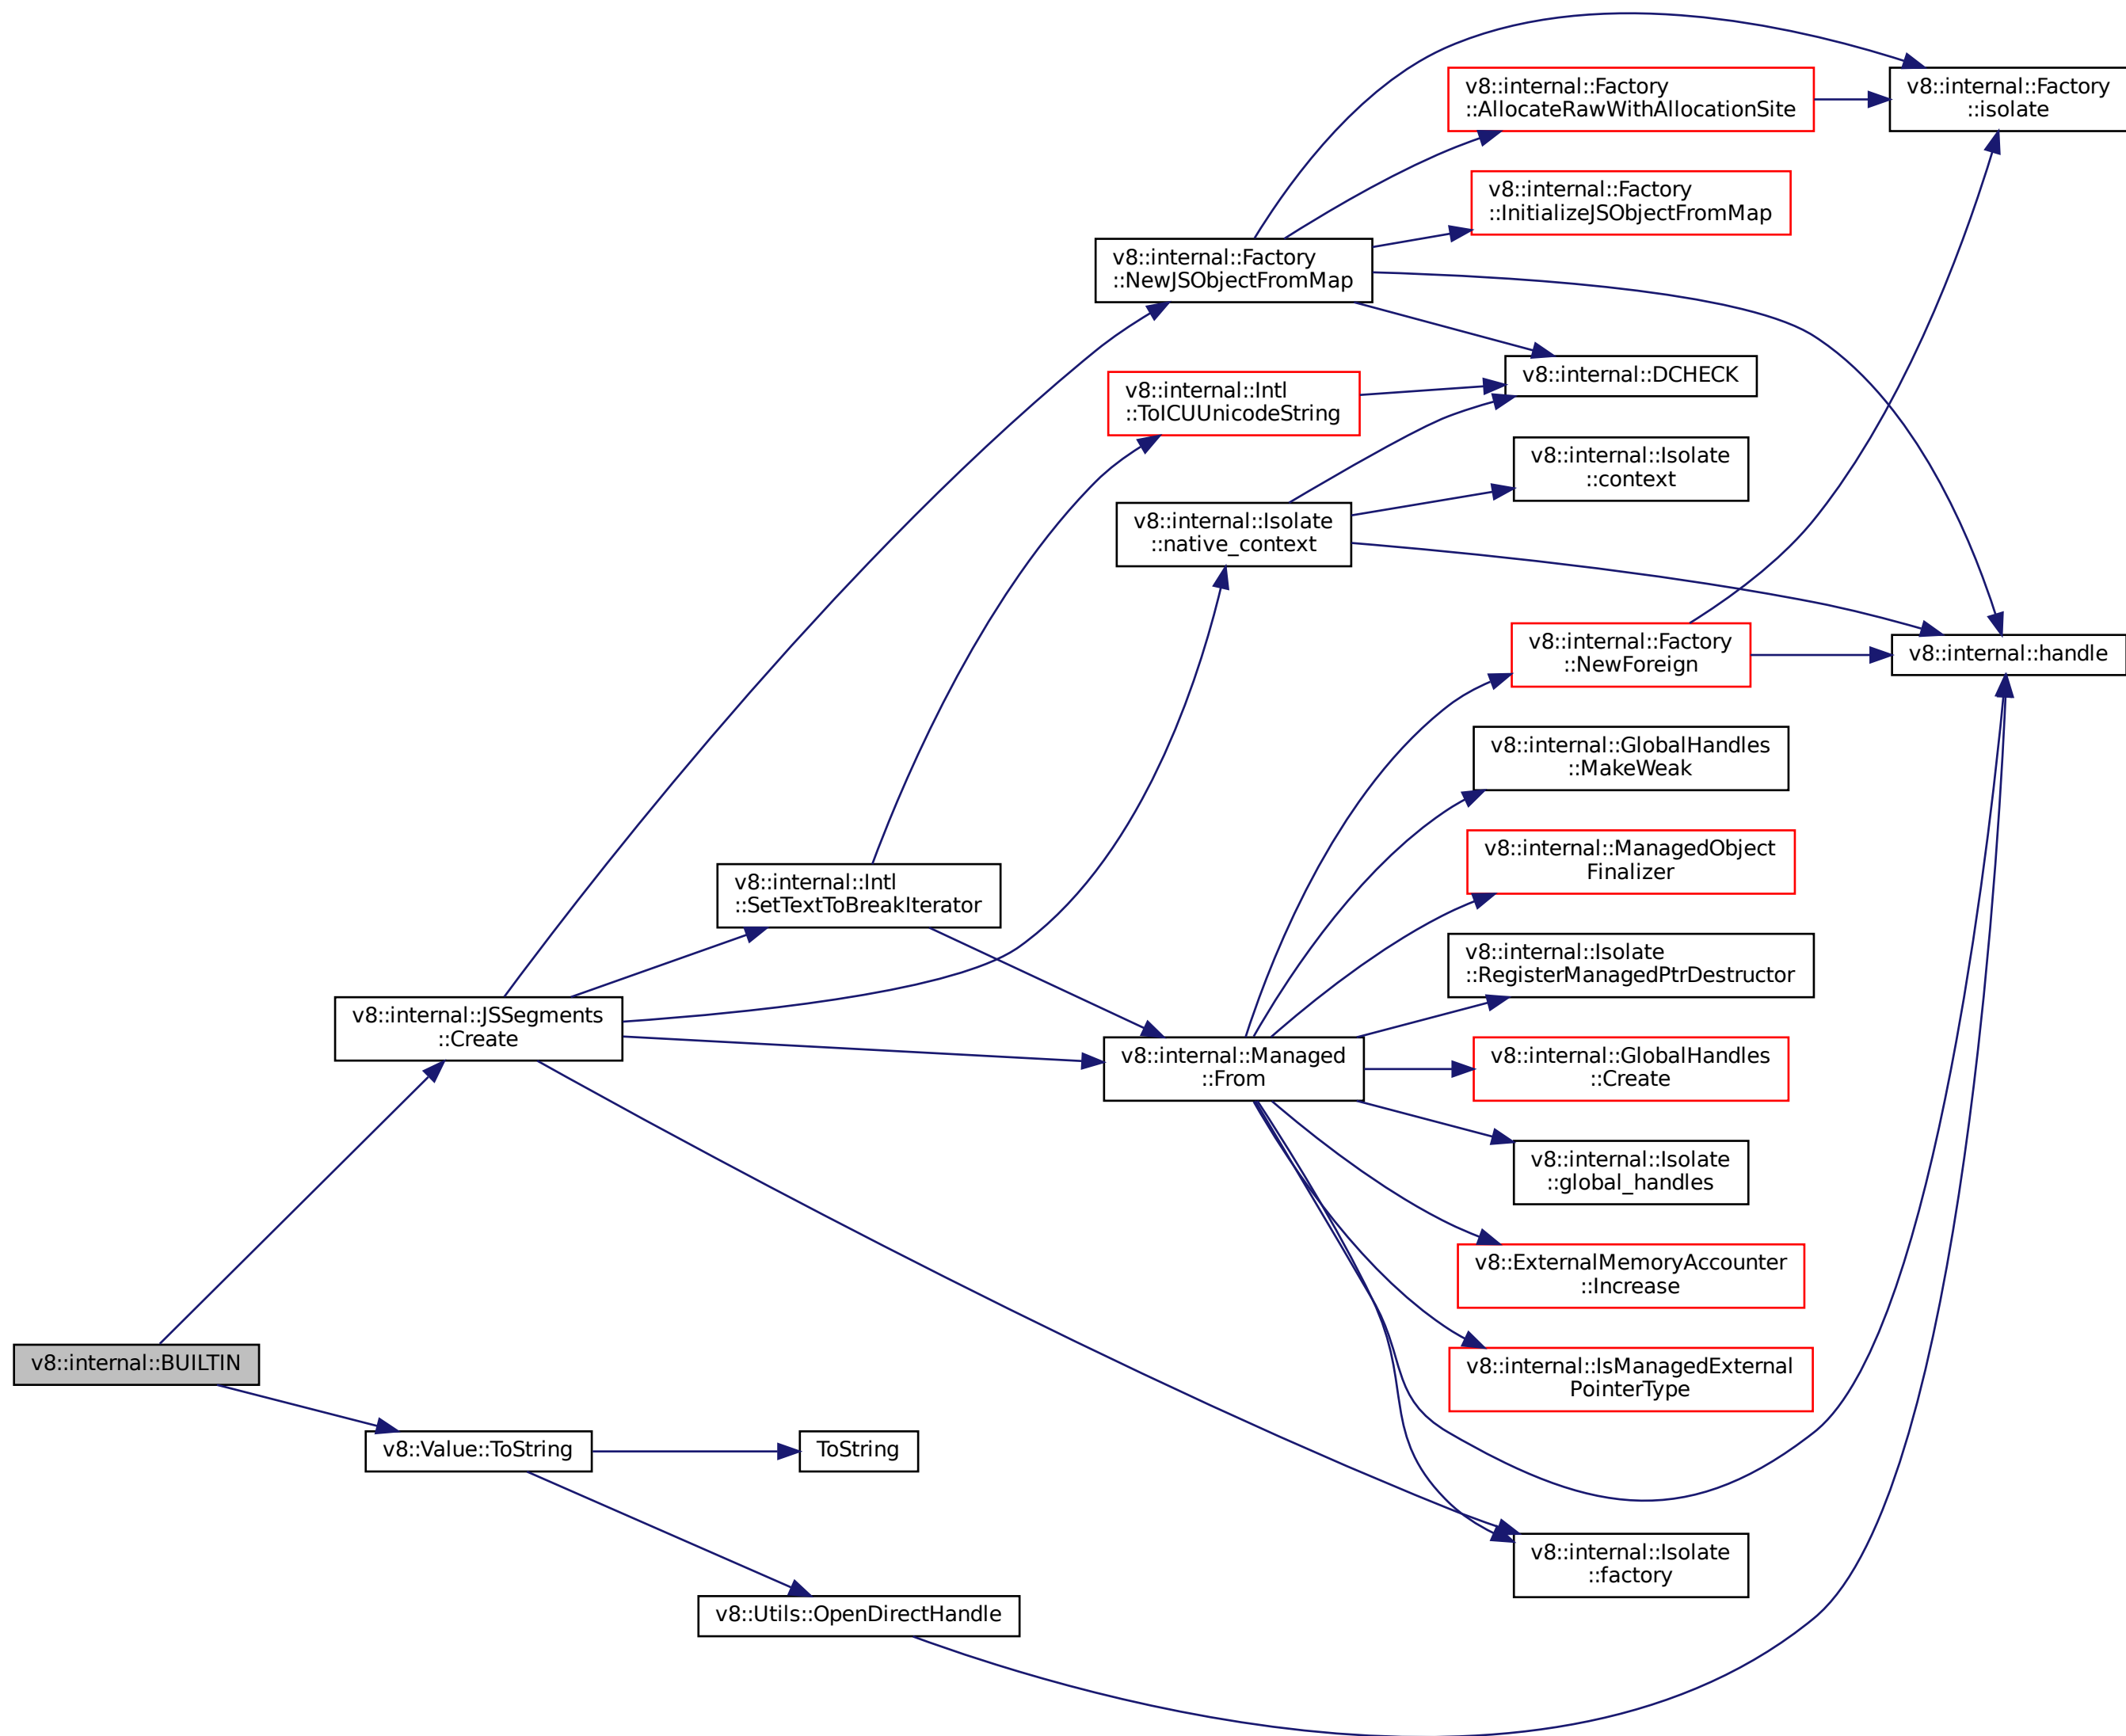 v8::internal::Factory
::AllocateRawWithAllocationSite
v8::internal::Factory
::isolate
v8::internal::Factory
::InitializeJSObjectFromMap
v8::internal::Factory
::NewJSObjectFromMap
v8::internal::DCHECK
v8::internal::Intl
::ToICUUnicodeString
v8::internal::Isolate
::context
v8::internal::Isolate
::native_context
v8::internal::Factory
::NewForeign
v8::internal::handle
v8::internal::GlobalHandles
::MakeWeak
v8::internal::ManagedObject
Finalizer
v8::internal::Intl
::SetTextToBreakIterator
v8::internal::Isolate
::RegisterManagedPtrDestructor
v8::internal::JSSegments
::Create
v8::internal::Managed
::From
v8::internal::GlobalHandles
::Create
v8::internal::Isolate
::global_handles
v8::ExternalMemoryAccounter
::Increase
v8::internal::BUILTIN
v8::internal::IsManagedExternal
PointerType
v8::Value::ToString
ToString
v8::internal::Isolate
::factory
v8::Utils::OpenDirectHandle